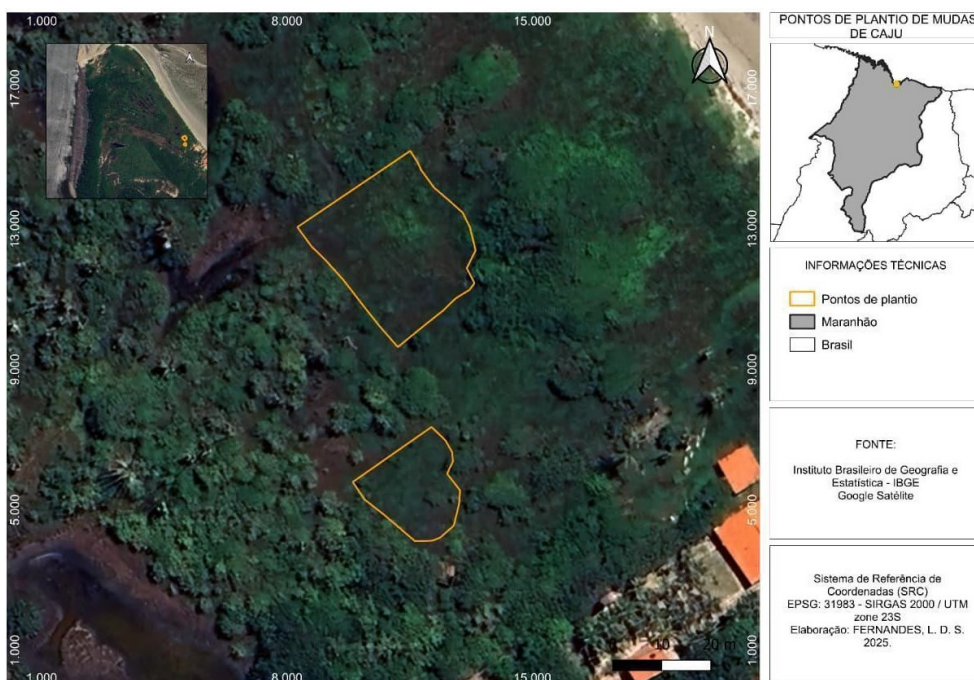 1.000
8.000
15.000
N
17.000
17.000
13.000
13.000
9.000
9.000
5.000
5.000
1.000
1.000
10
20 m
1.000
8.000
15.000
PONTOS DE PLANTIO DE MUDAS
DE CAJU
INFORMAÇÕES TÉCNICAS
Pontos de plantio
Maranhão
Brasil
FONTE:
Instituto Brasileiro de Geografia e
Estatística - IBGE
Google Satélite
Sistema de Referência de
Coordenadas (SRC)
EPSG: 31983 - SIRGAS 2000 / UTM
zone 23S
Elaboração: FERNANDES, L. D. S.
2025.